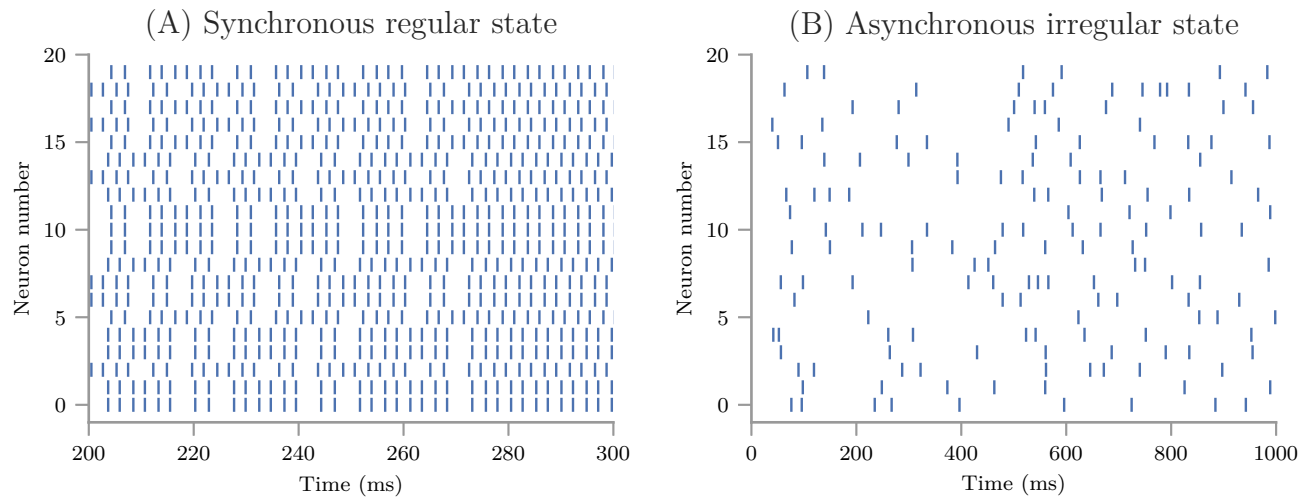 (A) Synchronous regular state
20
15
10
5
0
Neuron number
200 220 240 260 280 300
Time (ms)
(B) Asynchronous irregular state
20
15
10
5
0
Neuron number
0 200 400 600 800 1000
Time (ms)